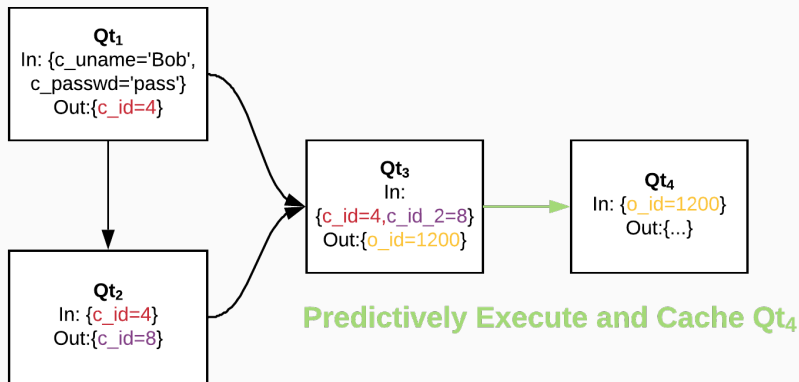 Qt₁
In: {c_uname='Bob',
c_passwd='pass'}
Out:{c_id=4}
Qt₂
In: {c_id=4}
Out:{c_id=8}
Qt₃
In:
{c_id=4,c_id_2=8}
Out:{o_id=1200}
Qt₄
In: {o_id=1200}
Out:{...}
Predictively Execute and Cache Qt₄